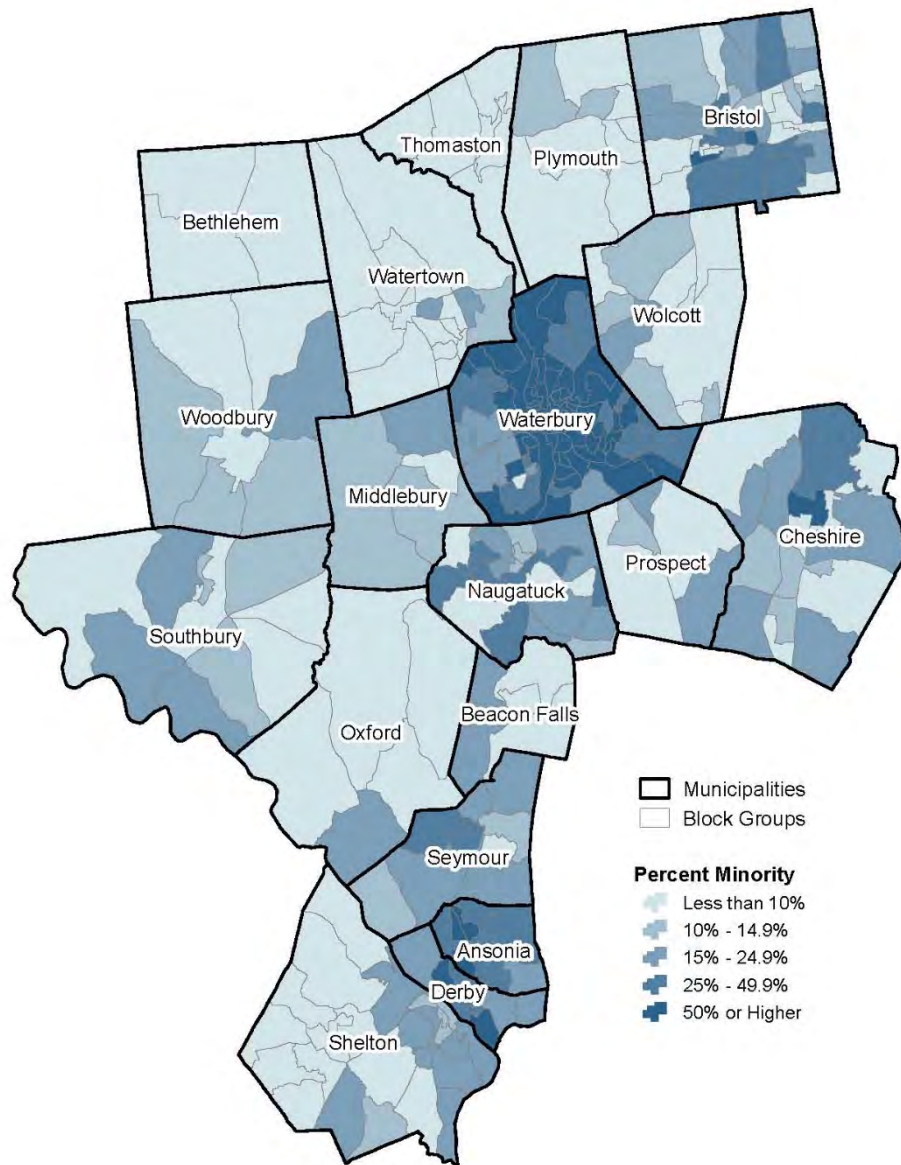 Bristol
Thomaston
Plymouth
Bethlehem
Watertown
Wolcott
Woodbury
Waterbury
Middlebury
Cheshire
Prospect
Naugatuck
Southbury
Beacon Falls
Oxford
Municipalities
Block Groups
Seymour
Percent Minority
Less than 10%
10% - 14.9%
15% - 24.9%
25% - 49.9%
50% or Higher
Ansonia
Derby
Shelton